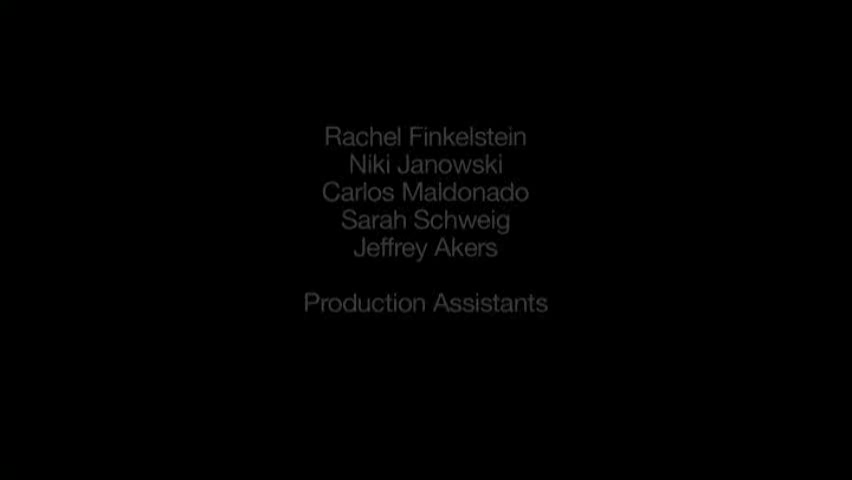 Rachel Finkelstein
Niki Janowski
Carlos Maldonado
Sarah Schweig
Jeffrey Akers
Production Assistants